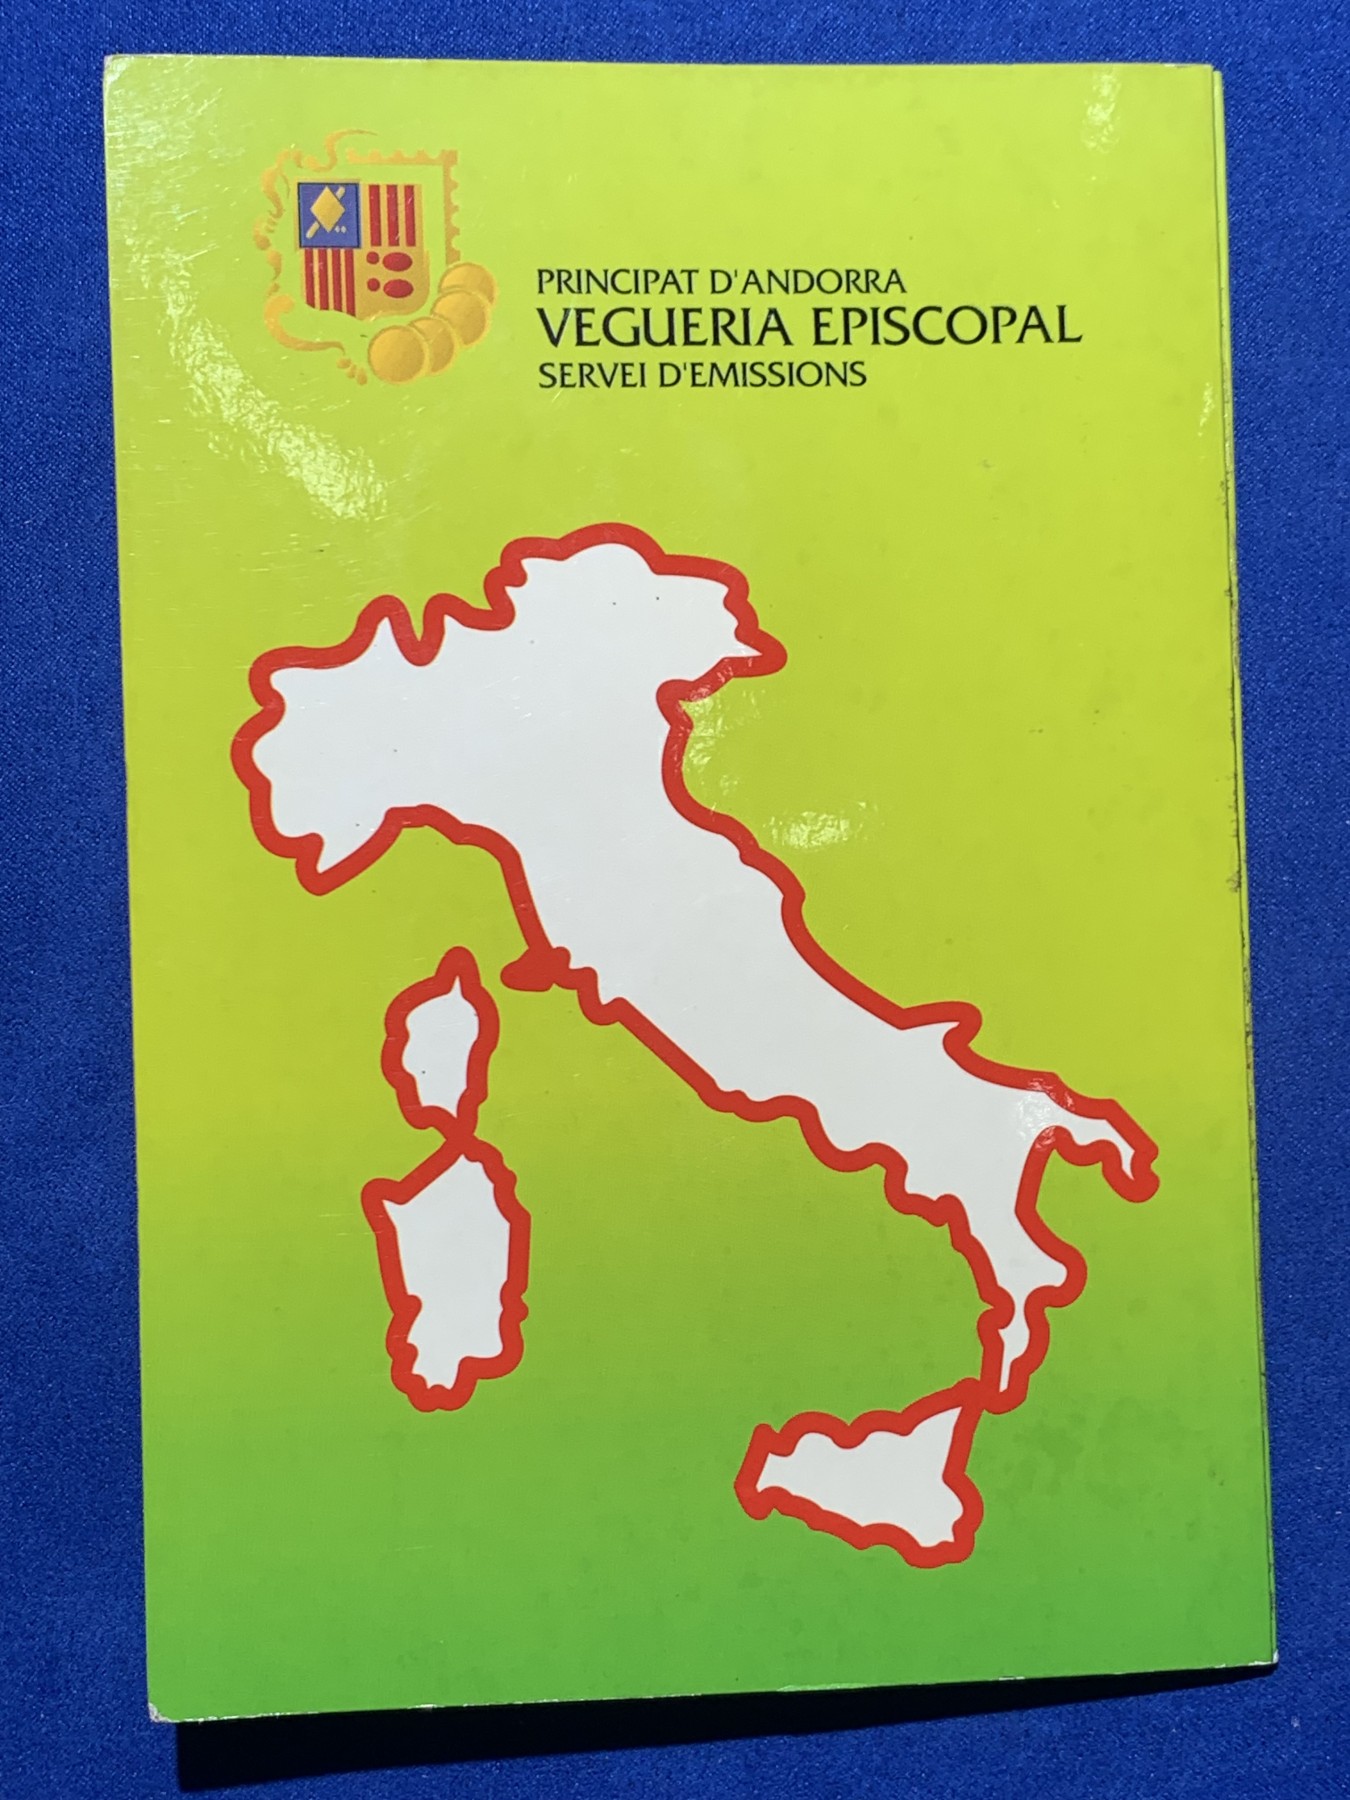 PRINCIPAT D'ANDORRA
VEGUERIA EPISCOPAL
SERVEI D'EMISSIONS